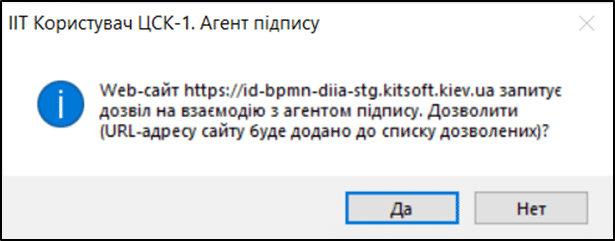 ІІТ Користувач ЦСК-1. Агент підпису
Web-сайт https://id-bpmn-diia-stg.kitsoft.kiev.ua запитує
дозвіл на взаємодію з агентом підпису. Дозволити
(URL-адресу сайту буде додано до списку дозволених)?
Да
Нет